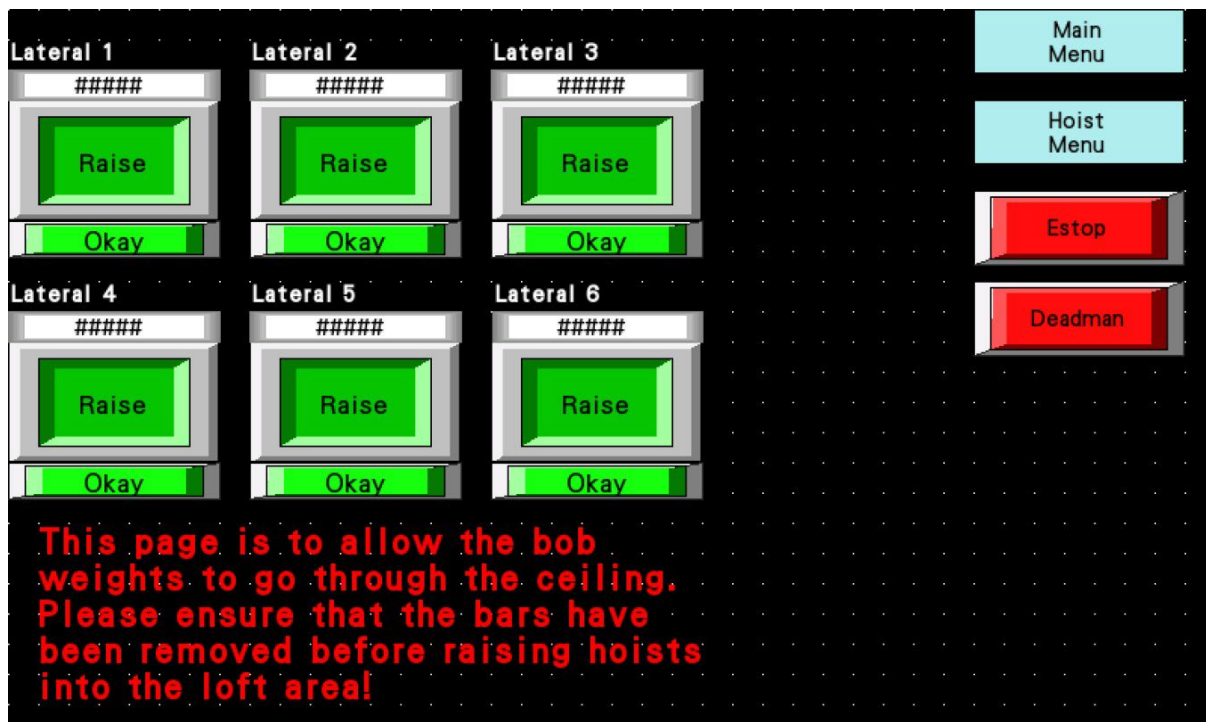 Lateral 1
Lateral 2
Lateral 3
#####
#####
#####
Raise
Raise
Raise
Okay
Okay
Okay
Lateral 4
Lateral 5
Lateral 6
#####
#####
#####
Raise
Raise
Raise
Okay
Okay
Okay
This page is to allow the bob
weights to go through the ceiling.
Please ensure that the bars have
been removed before raising hoists
into the loft area!
Main
Menu
Hoist
Menu
Estop
Deadman